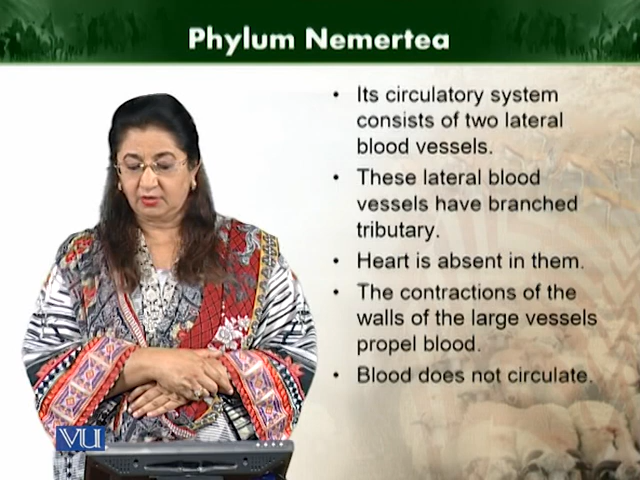 Phylum Nemertea
• Its circulatory system
consists of two lateral
blood vessels.
• These lateral blood
vessels have branched
tributary.
• Heart is absent in them.
• The contractions of the
walls of the large vessels
propel blood.
• Blood does not circulate.
VU